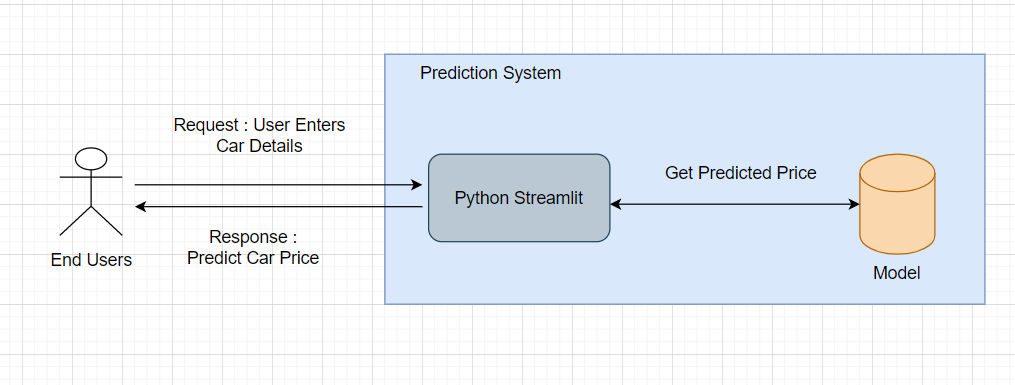 Prediction System
Request : User Enters
Car Details
Python Streamlit
Get Predicted Price
Response :
Predict Car Price
End Users
Model